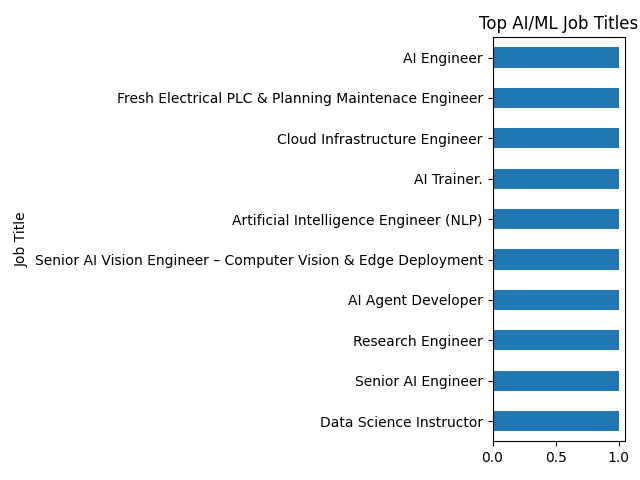 Top AI/ML Job Titles
Job Title
AI Engineer
Fresh Electrical PLC & Planning Maintenace Engineer
Cloud Infrastructure Engineer
AI Trainer.
Artificial Intelligence Engineer (NLP)
Senior AI Vision Engineer – Computer Vision & Edge Deployment
AI Agent Developer
Research Engineer
Senior AI Engineer
Data Science Instructor
0.0 0.5 1.0